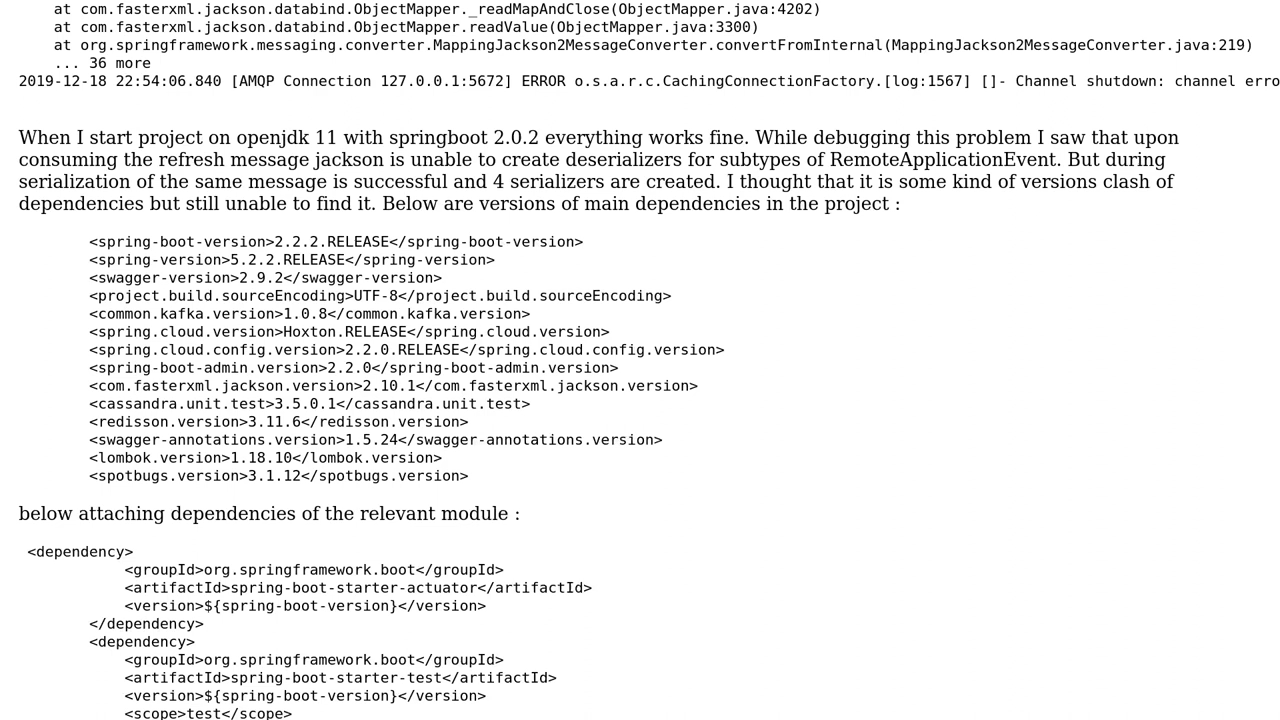 at com.fasterxml.jackson.databind.ObjectMapper._readMapAndClose(ObjectMapper.java:4202)
at com.fasterxml.jackson.databind.ObjectMapper.readValue(ObjectMapper.java:3300)
at org.springframework.messaging.converter.MappingJackson2MessageConverter.convertFromInternal(MappingJackson2MessageConverter.java:219)
... 36 more
2019-12-18 22:54:06.840 [AMQP Connection 127.0.0.1:5672] ERROR o.s.a.r.c.CachingConnectionFactory.[log:1567] []- Channel shutdown: channel erro
When I start project on openjdk 11 with springboot 2.0.2 everything works fine. While debugging this problem I saw that upon
consuming the refresh message jackson is unable to create deserializers for subtypes of RemoteApplicationEvent. But during
serialization of the same message is successful and 4 serializers are created. I thought that it is some kind of versions clash of
dependencies but still unable to find it. Below are versions of main dependencies in the project :
<spring-boot-version>2.2.2.RELEASE</spring-boot-version>
<spring-version>5.2.2.RELEASE</spring-version>
<swagger-version>2.9.2</swagger-version>
<project.build.sourceEncoding>UTF-8</project.build.sourceEncoding>
<common.kafka.version>1.0.8</common.kafka.version>
<spring.cloud.version>Hoxton.RELEASE</spring.cloud.version>
<spring.cloud.config.version>2.2.0.RELEASE</spring.cloud.config.version>
<spring-boot-admin.version>2.2.0</spring-boot-admin.version>
<com.fasterxml.jackson.version>2.10.1</com.fasterxml.jackson.version>
<cassandra.unit.test>3.5.0.1</cassandra.unit.test>
<redisson.version>3.11.6</redisson.version>
<swagger-annotations.version>1.5.24</swagger-annotations.version>
<lombok.version>1.18.10</lombok.version>
<spotbugs.version>3.1.12</spotbugs.version>
below attaching dependencies of the relevant module :
<dependency>
<groupId>org.springframework.boot</groupId>
<artifactId>spring-boot-starter-actuator</artifactId>
<version>${spring-boot-version}</version>
</dependency>
<dependency>
<groupId>org.springframework.boot</groupId>
<artifactId>spring-boot-starter-test</artifactId>
<version>${spring-boot-version}</version>
<scope>test</scope>